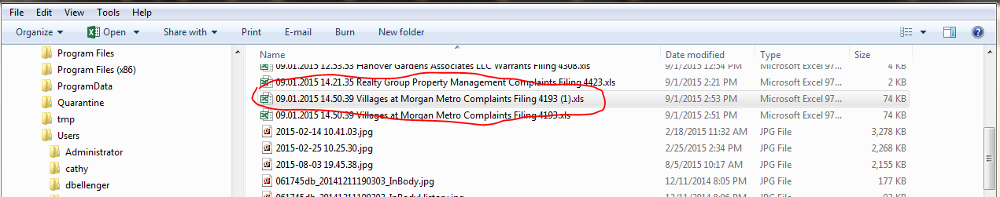 File Edit View Tools Help
Organize Open Share with Print E-mail Burn New folder
Name Date modified Type Size
Program Files
Program Files (x86)
ProgramData
Quarantine
tmp
Users
Administrator
cathy
dbellenger
09.01.2015 12.53.53 Hanover Gardens Associates LLC Warrants Filing 4308.xls 9/1/2015 12:54 PM Microsoft Excel 97... 4 KB
09.01.2015 14.21.35 Realty Group Property Management Complaints Filing 4423.xls 9/1/2015 2:21 PM Microsoft Excel 97... 2 KB
09.01.2015 14.50.39 Villages at Morgan Metro Complaints Filing 4193 (1).xls 9/1/2015 2:53 PM Microsoft Excel 97... 74 KB
09.01.2015 14.50.39 Villages at Morgan Metro Complaints Filing 4193.xls 9/1/2015 2:51 PM Microsoft Excel 97... 74 KB
2015-02-14 10.41.03.jpg 2/18/2015 11:32 AM JPG File 3,278 KB
2015-02-25 10.25.30.jpg 2/25/2015 2:34 PM JPG File 2,268 KB
2015-08-03 19.45.38.jpg 8/5/2015 10:17 AM JPG File 2,155 KB
061745db_20141211190303_InBody.jpg 12/11/2014 8:05 PM JPG File 177 KB
061745db_20141211190303_InBodyHistory.jpg 12/11/2014 8:06 PM JPG File 93 KB